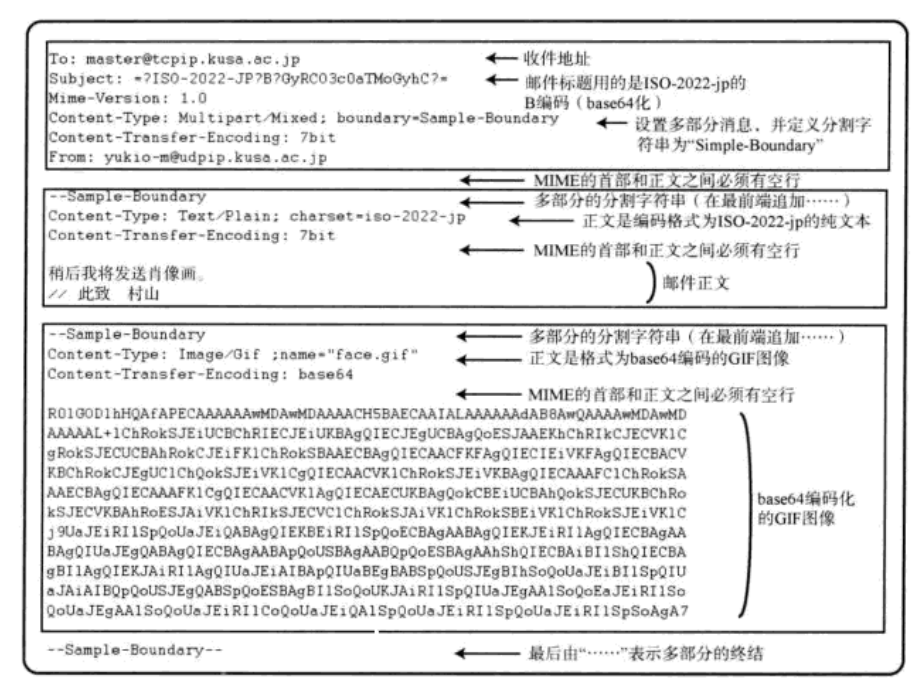 To: master@tcpip.kusa.ac.jp ← 收件地址
Subject: =?ISO-2022-JP?B?GyRCO3c0aTMoGyhC?= ← 邮件标题用的是ISO-2022-jp的
B编码（base64化）
Mime-Version: 1.0
Content-Type: Multipart/Mixed; boundary=Sample-Boundary ← 设置多部分消息，并定义分割字
符串为“Simple-Boundary”
Content-Transfer-Encoding: 7bit
From: yukio-m@udpip.kusa.ac.jp
← MIME的首部和正文之间必须有空行
--Sample-Boundary ← 多部分的分割字符串（在最前端追加……）
Content-Type: Text/Plain; charset=iso-2022-jp ← 正文是编码格式为ISO-2022-jp的纯文本
Content-Transfer-Encoding: 7bit
← MIME的首部和正文之间必须有空行
稍后我将发送肖像画。
// 此致 村山
邮件正文
--Sample-Boundary ← 多部分的分割字符串（在最前端追加……）
Content-Type: Image/Gif ;name="face.gif" ← 正文是格式为base64编码的GIF图像
Content-Transfer-Encoding: base64
← MIME的首部和正文之间必须有空行
R01GOD1hHQAfAPECAAAAAAwMDAwMDAAAACH5BAECAAIALAAAAAAdAB8AwQAAAAwMDAwMD
AAAAAL+1ChRokSJEiUCBChRIECJEiUKBAgQIECJEgUCBAgQoESJAAEKhChRIkCJECVK1C
gRokSJECUCBAhRokCJEiFK1ChRokSBAAECBAgQIECAACFKFAgQIECIEiVKFAgQIECBACV
KBChRokCJEgUC1ChQokSJEiVK1CgQIECAACVK1ChRokSJEiVKBAgQIECAAAFC1ChRokSA
AAECBAgQIECAAAFK1CgQIECAACVK1AgQIECAECUKBAgQokCBEiUCBAhQokSJECUKBChRo
kSJECVKBAhRoESJAiVK1ChRIkSJECVC1ChRokSJAiVK1ChRokSBEiVK1ChRokSJEiVK1C
j9UaJEiRI1SpQoUaJEiQABAgQIEKBEiRI1SpQoECBAgAABAgQIEKJEiRI1AgQIECBAgAA
BAgQIUaJEgQABAgQIECBAgAABApQoUSBAgAABQpQoESBAgAAhShQIECBAiBI1ShQIECBA
gBI1AgQIEKJAiRI1AgQIUaJEiAIBApQIUaBEgBABSpQoUSJEgBIhSoQoUaJEiBI1SpQIU
aJAiAIBQpQoUSJEgQABSpQoESBAgBI1SoQoUKJAiRI1SpQIUaJEgAA1SoQoEaJEiRI1So
QoUaJEgAA1SoQoUaJEiRI1CoQoUaJEiQA1SpQoUaJEiRI1SpQoUaJEiRI1SpSoAgA7
base64编码化
的GIF图像
--Sample-Boundary-- ← 最后由“……”表示多部分的终结